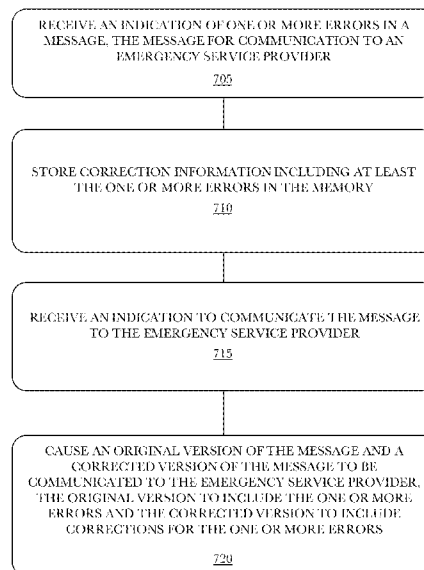 RECEIVE AN INDICATION OF ONE OR MORE ERRORS IN A
MESSAGE, THE MESSAGE FOR COMMUNICATION TO AN
EMERGENCY SERVICE PROVIDER
705
STORE CORRECTION INFORMATION INCLUDING AT LEAST
THE ONE OR MORE ERRORS IN THE MEMORY
710
RECEIVE AN INDICATION TO COMMUNICATE THE MESSAGE
TO THE EMERGENCY SERVICE PROVIDER
715
CAUSE AN ORIGINAL VERSION OF THE MESSAGE AND A
CORRECTED VERSION OF THE MESSAGE TO BE
COMMUNICATED TO THE EMERGENCY SERVICE PROVIDER,
THE ORIGINAL VERSION TO INCLUDE THE ONE OR MORE
ERRORS AND THE CORRECTED VERSION TO INCLUDE
CORRECTIONS FOR THE ONE OR MORE ERRORS
720